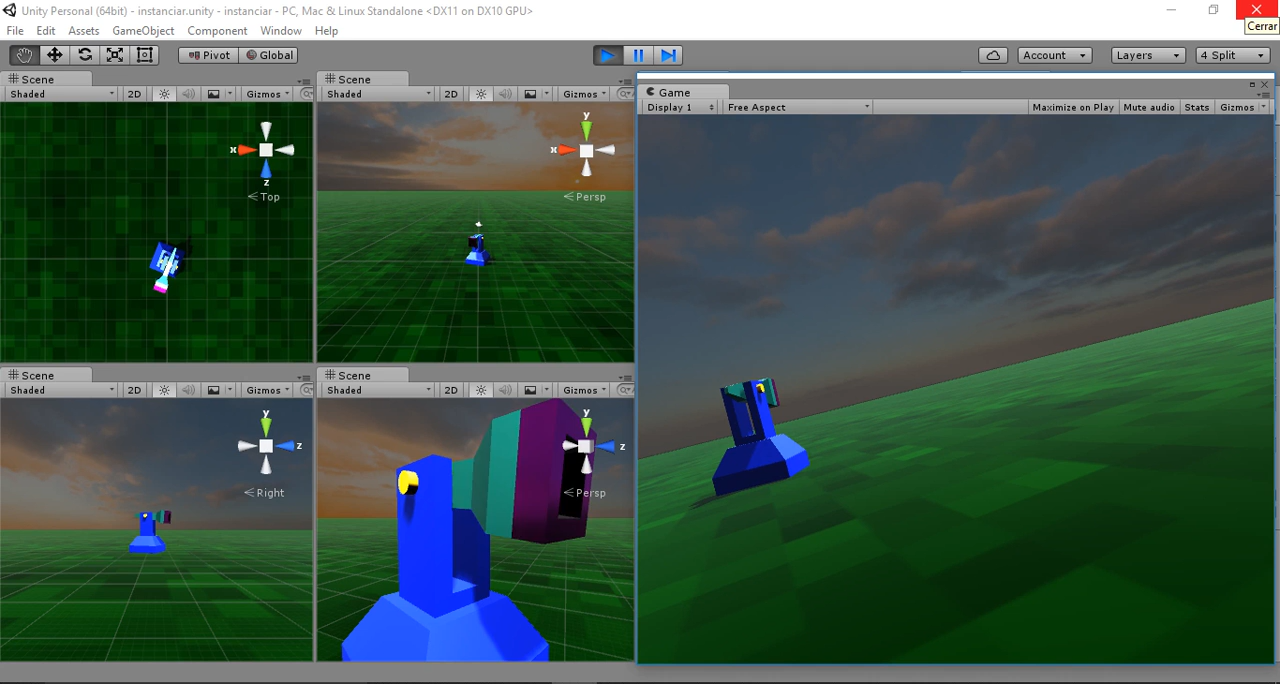 Unity Personal (64bit) - instanciar.unity - instanciar - PC, Mac & Linux Standalone <DX11 on DX10 GPU>
Cerrar
File Edit Assets GameObject Component Window Help
Pivot Global Account Layers 4 Split
Scene
Shaded 2D Gizmos
x
z
Top
Scene
Shaded 2D Gizmos
y
x
Persp
Game
Display 1 Free Aspect Maximize on Play Mute audio Stats Gizmos
Scene
Shaded 2D Gizmos
y
z
Right
Scene
Shaded 2D Gizmos
y
z
Persp